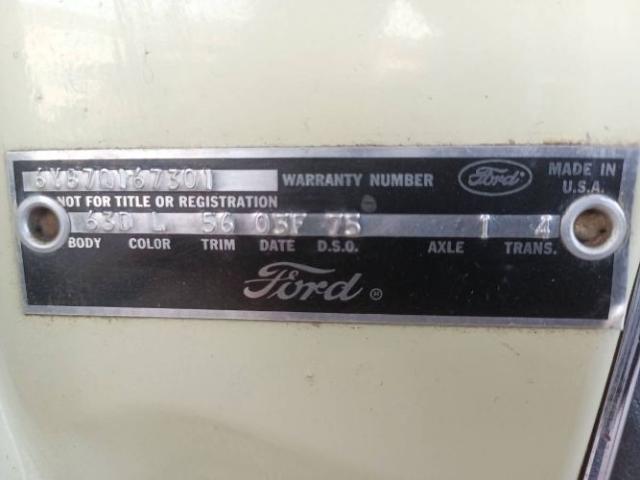 6Y87Q167301 WARRANTY NUMBER Ford MADE IN
U.S.A.
NOT FOR TITLE OR REGISTRATION
63D L 56 05F 75 1 4
BODY COLOR TRIM DATE D.S.O. AXLE TRANS.
Ford